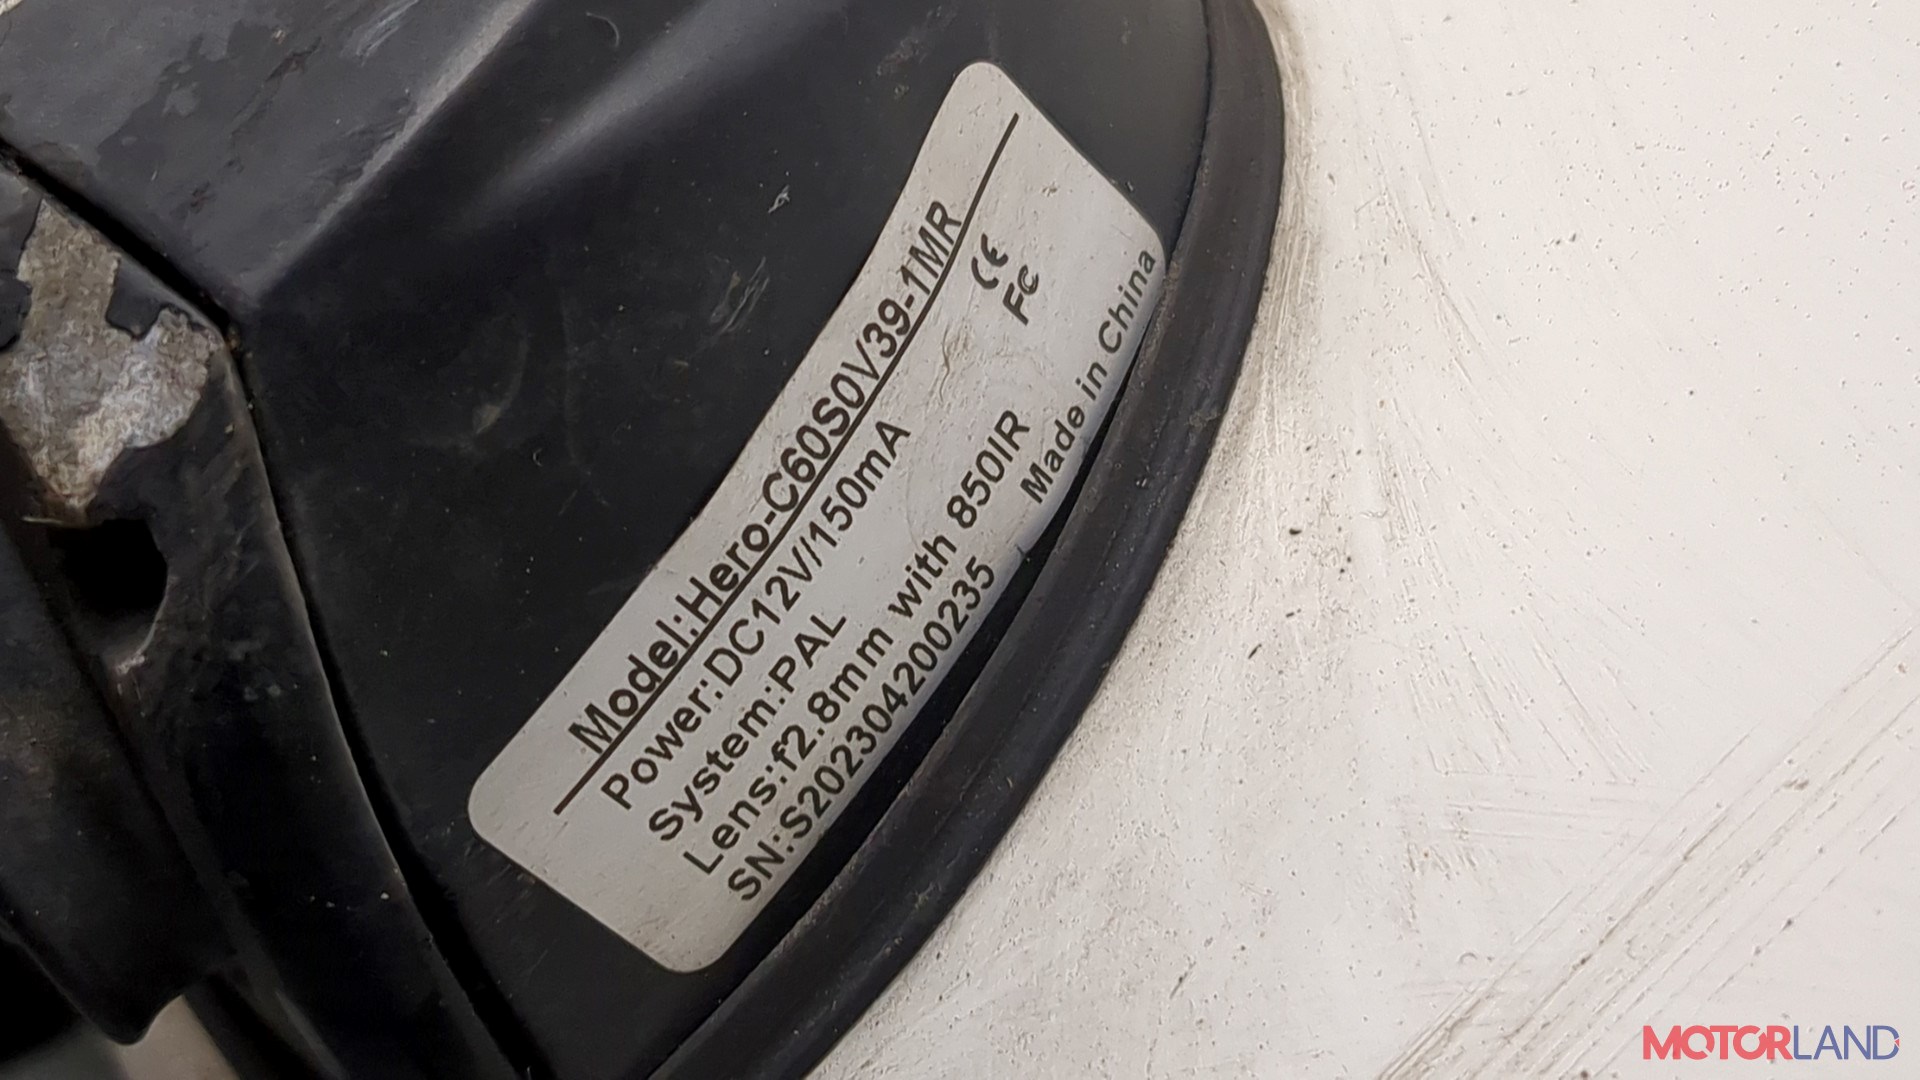 Model:Hero-C60S0V39-1MR
Power:DC12V//150mA
System:PAL
Lens:f2.8mm with 850IR
SN:S202304200235
CE
FC
Made in China
MOTORLAND